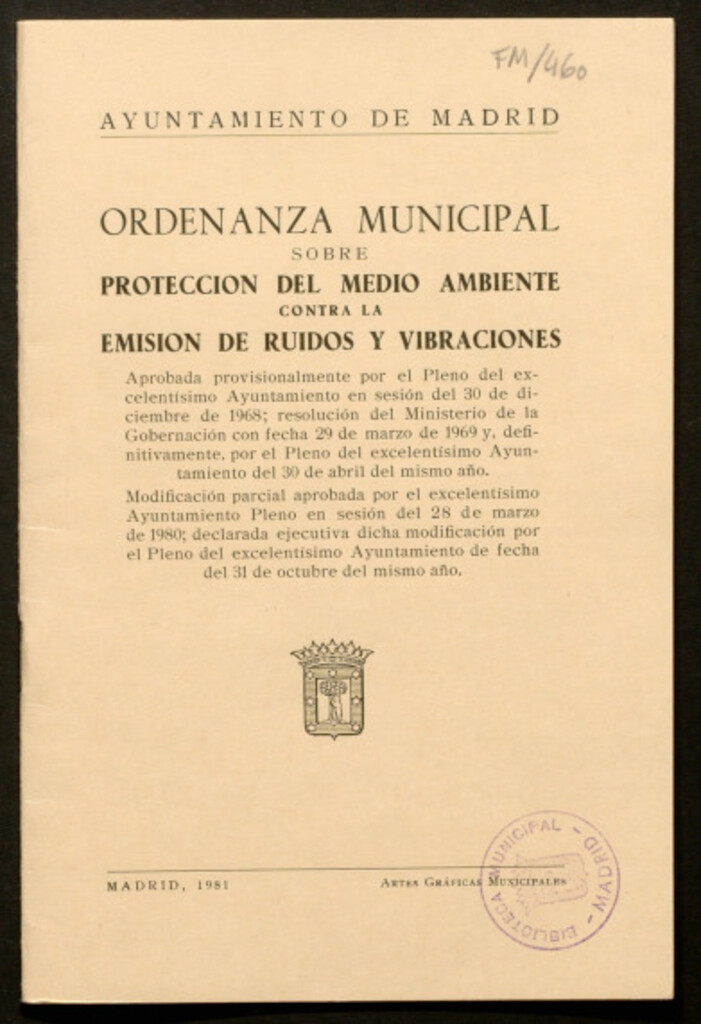 FM/460
AYUNTAMIENTO DE MADRID
ORDENANZA MUNICIPAL
SOBRE
PROTECCION DEL MEDIO AMBIENTE
CONTRA LA
EMISION DE RUIDOS Y VIBRACIONES
Aprobada provisionalmente por el Pleno del ex-
celentísimo Ayuntamiento en sesión del 30 de di-
ciembre de 1968; resolución del Ministerio de la
Gobernación con fecha 29 de marzo de 1969 y, defi-
nitivamente, por el Pleno del excelentísimo Ayun-
tamiento del 30 de abril del mismo año.
Modificación parcial aprobada por el excelentísimo
Ayuntamiento Pleno en sesión del 28 de marzo
de 1980; declarada ejecutiva dicha modificación por
el Pleno del excelentísimo Ayuntamiento de fecha
del 31 de octubre del mismo año.
MADRID, 1981
ARTES GRÁFICAS MUNICIPALES
BIBLIOTECA MUNICIPAL - MADRID -